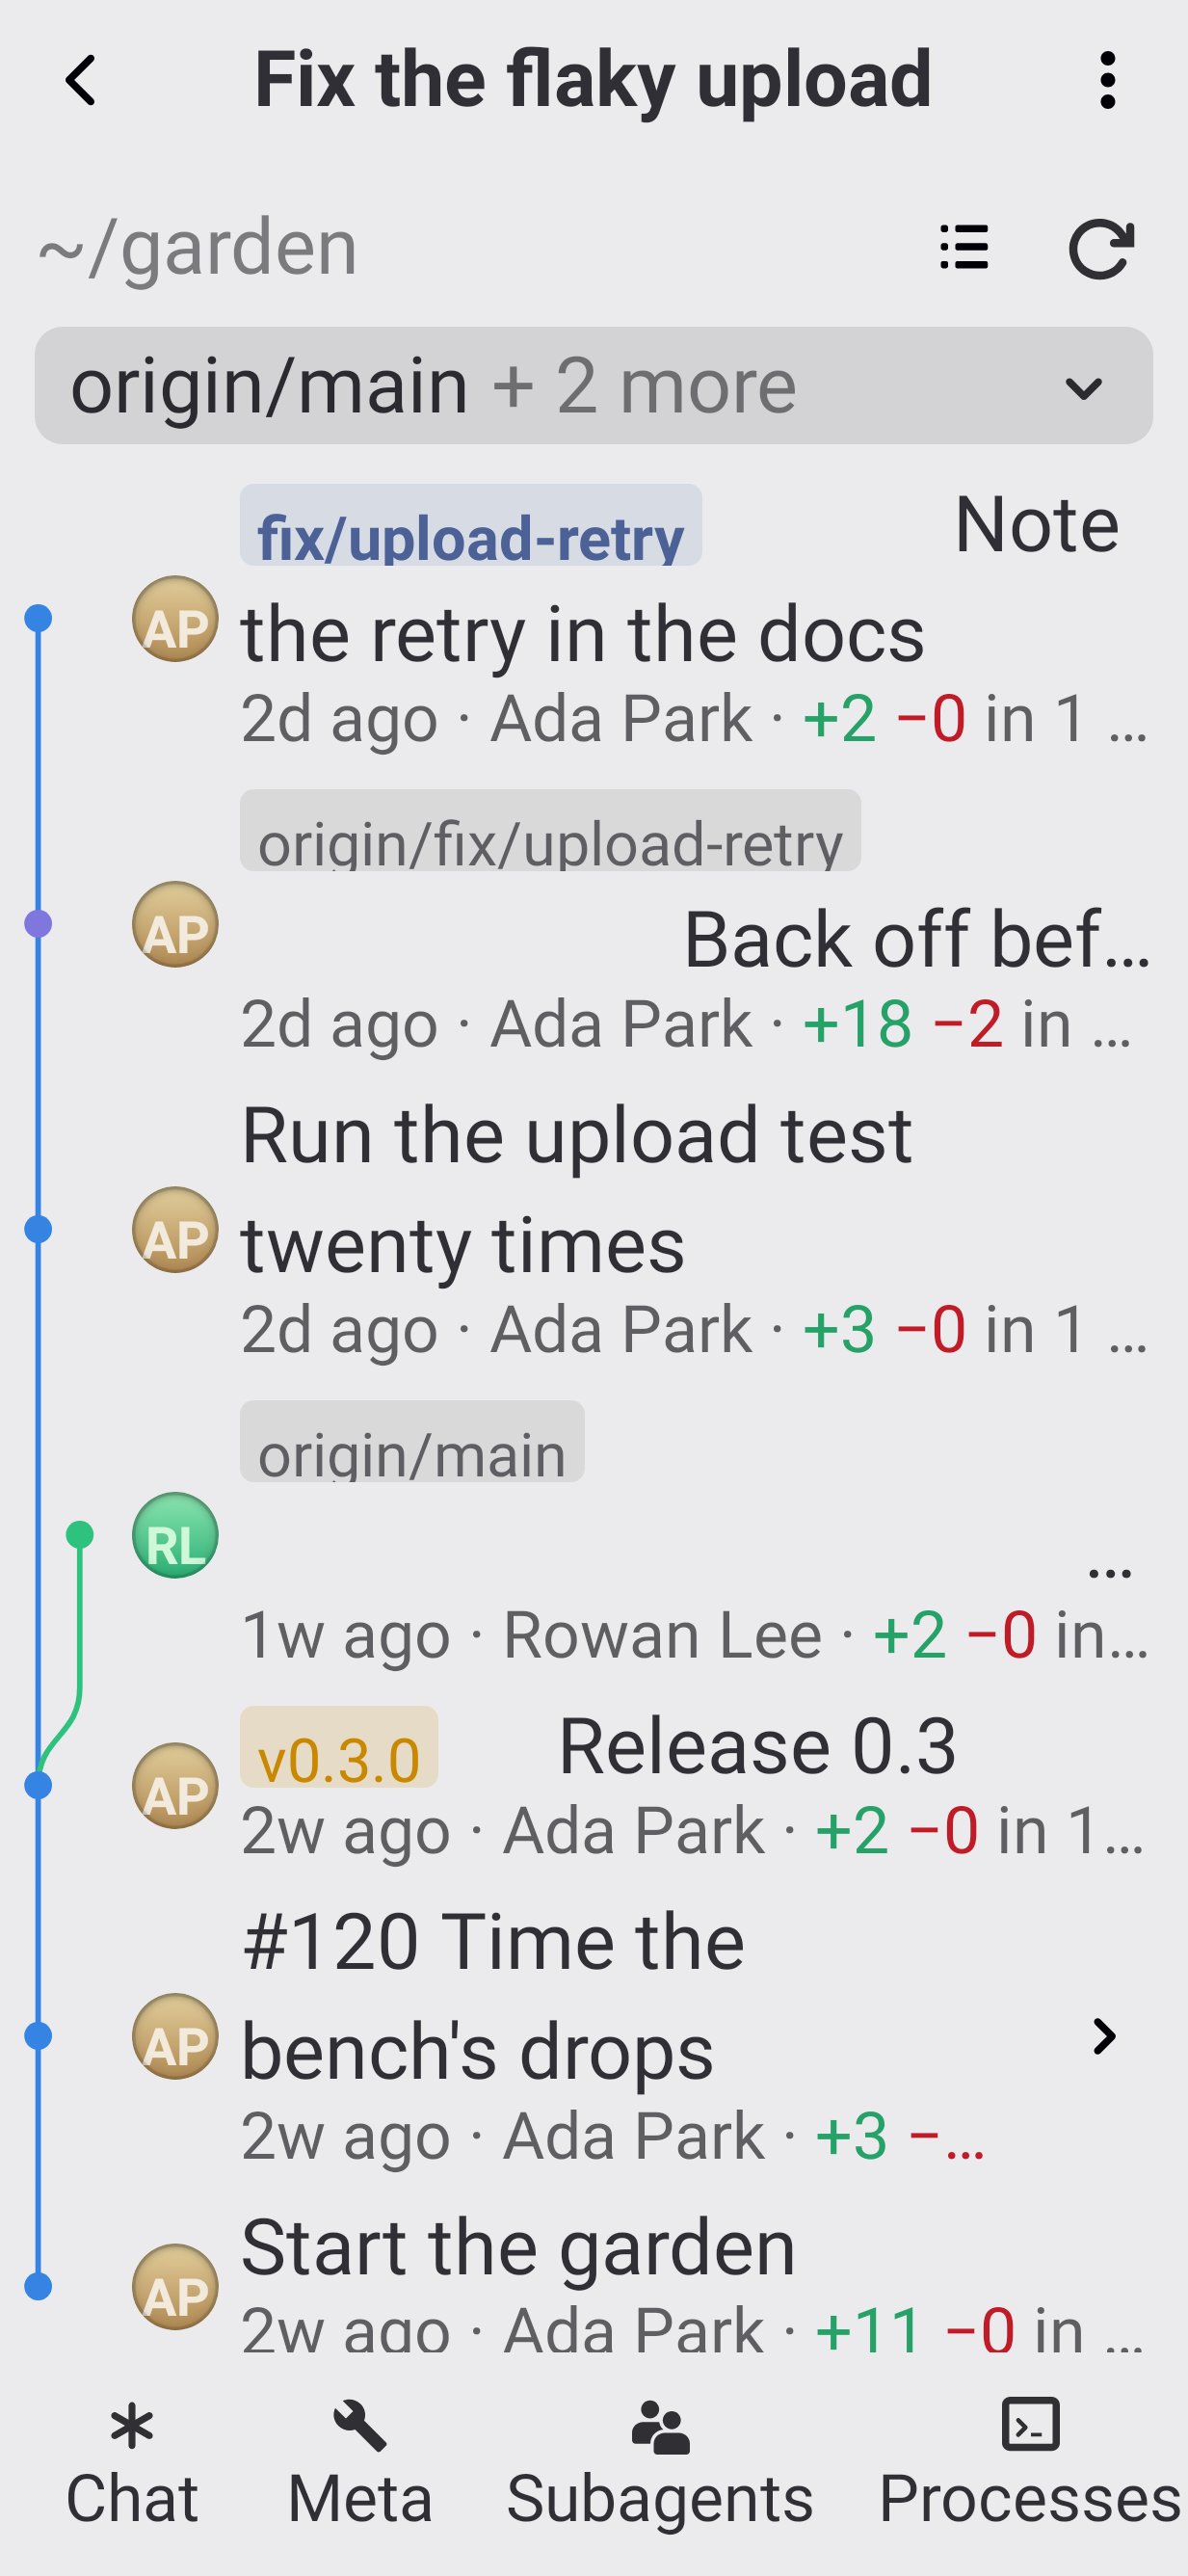 Fix the flaky upload
~/garden
origin/main + 2 more
fix/upload-retry Note
AP the retry in the docs
2d ago · Ada Park · +2 −0 in 1 …
origin/fix/upload-retry
AP Back off bef…
2d ago · Ada Park · +18 −2 in …
Run the upload test
AP twenty times
2d ago · Ada Park · +3 −0 in 1 …
origin/main
RL …
1w ago · Rowan Lee · +2 −0 in…
AP v0.3.0 Release 0.3
2w ago · Ada Park · +2 −0 in 1…
#120 Time the
AP bench's drops
2w ago · Ada Park · +3 −…
Start the garden
AP
2w ago · Ada Park · +11 −0 in …
Chat Meta Subagents Processes